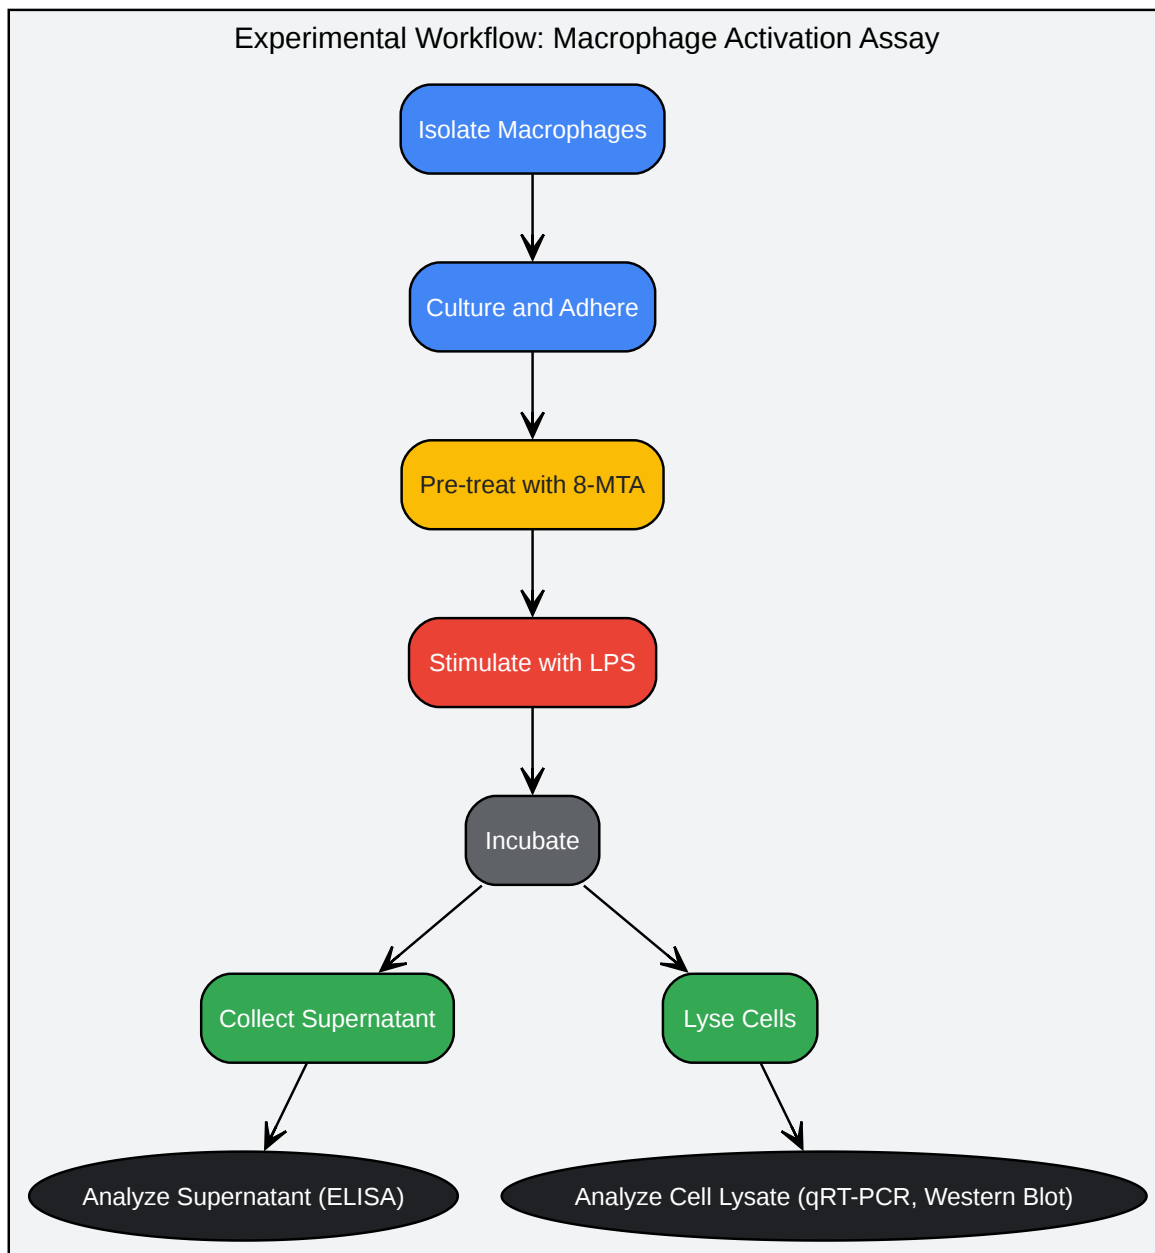 Experimental Workflow: Macrophage Activation Assay
Isolate Macrophages
Culture and Adhere
Pre-treat with 8-MTA
Stimulate with LPS
Incubate
Collect Supernatant
Lyse Cells
Analyze Supernatant (ELISA)
Analyze Cell Lysate (qRT-PCR, Western Blot)